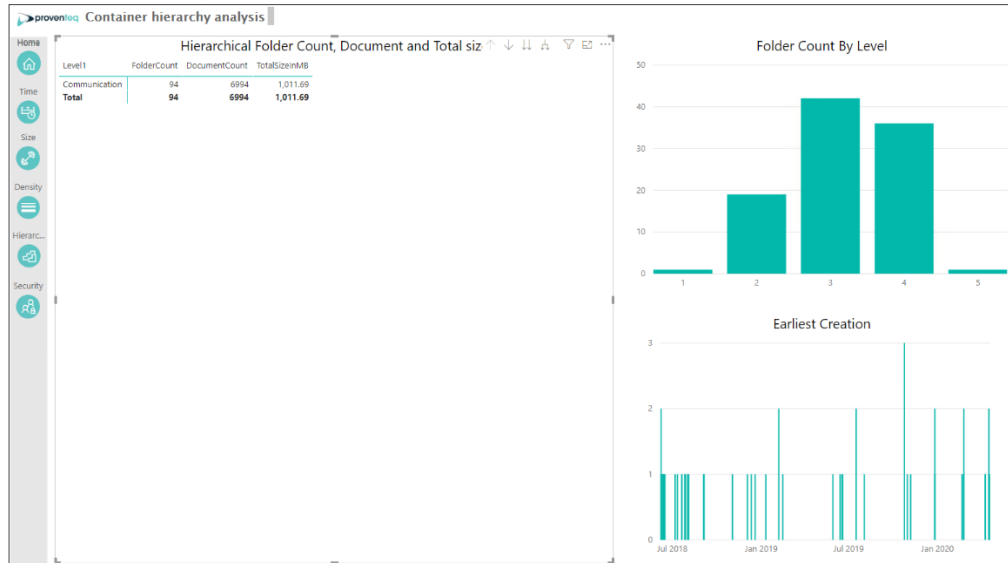 proventeq Container hierarchy analysis
Home
Time
Size
Density
Hierarc...
Security
Hierarchical Folder Count, Document and Total siz
Level1 FolderCount DocumentCount TotalSizeinMB
Communication 94 6994 1,011.69
Total 94 6994 1,011.69
Folder Count By Level
50
40
30
20
10
0
1 2 3 4 5
Earliest Creation
3
2
1
0
Jul 2018 Jan 2019 Jul 2019 Jan 2020